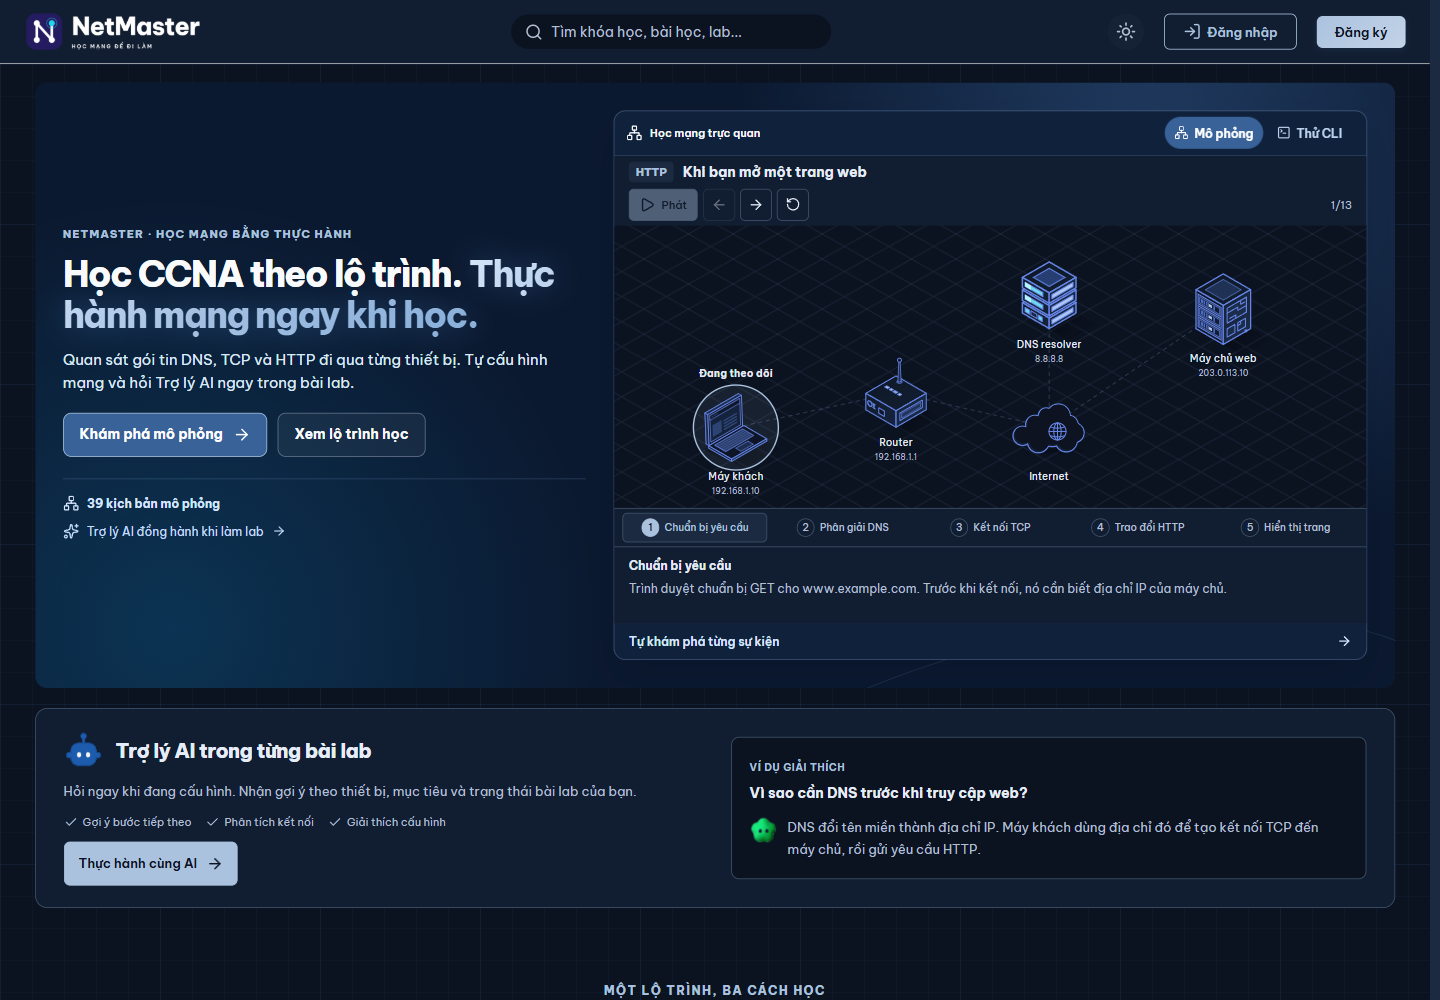 NetMaster
HỌC MẠNG ĐỂ ĐI LÀM
Tìm khóa học, bài học, lab...
Đăng nhập
Đăng ký
NETMASTER · HỌC MẠNG BẰNG THỰC HÀNH
Học CCNA theo lộ trình. Thực
hành mạng ngay khi học.
Quan sát gói tin DNS, TCP và HTTP đi qua từng thiết bị. Tự cấu hình
mạng và hỏi Trợ lý AI ngay trong bài lab.
Khám phá mô phỏng
Xem lộ trình học
39 kịch bản mô phỏng
Trợ lý AI đồng hành khi làm lab
Học mạng trực quan
Mô phỏng
Thử CLI
HTTP Khi bạn mở một trang web
Phát
1/13
DNS resolver
8.8.8.8
Máy chủ web
203.0.113.10
Đang theo dõi
Router
192.168.1.1
Máy khách
192.168.1.10
Internet
1 Chuẩn bị yêu cầu
2 Phân giải DNS
3 Kết nối TCP
4 Trao đổi HTTP
5 Hiển thị trang
Chuẩn bị yêu cầu
Trình duyệt chuẩn bị GET cho www.example.com. Trước khi kết nối, nó cần biết địa chỉ IP của máy chủ.
Tự khám phá từng sự kiện
Trợ lý AI trong từng bài lab
Hỏi ngay khi đang cấu hình. Nhận gợi ý theo thiết bị, mục tiêu và trạng thái bài lab của bạn.
Gợi ý bước tiếp theo
Phân tích kết nối
Giải thích cấu hình
Thực hành cùng AI
VÍ DỤ GIẢI THÍCH
Vì sao cần DNS trước khi truy cập web?
DNS đổi tên miền thành địa chỉ IP. Máy khách dùng địa chỉ đó để tạo kết nối TCP đến
máy chủ, rồi gửi yêu cầu HTTP.
MỘT LỘ TRÌNH, BA CÁCH HỌC